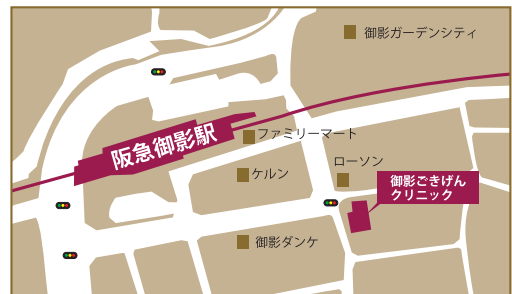 御影ガーデンシティ
阪急御影駅
ファミリーマート
ローソン
ケルン
御影ごきげん
クリニック
御影ダンケ